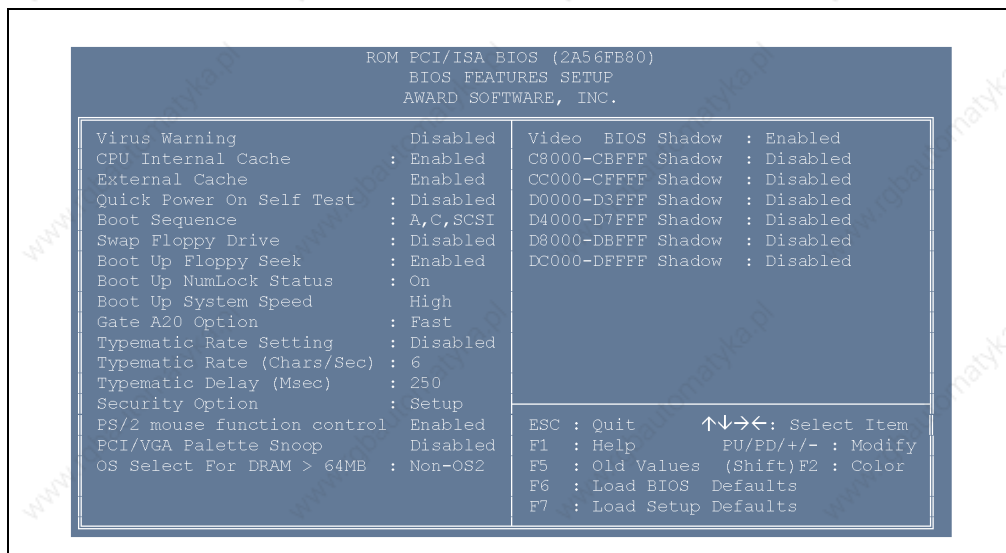 ROM PCI/ISA BIOS (2A56FB80)
BIOS FEATURES SETUP
AWARD SOFTWARE, INC.
Virus Warning Disabled
CPU Internal Cache : Enabled
External Cache Enabled
Quick Power On Self Test : Disabled
Boot Sequence : A,C,SCSI
Swap Floppy Drive : Disabled
Boot Up Floppy Seek : Enabled
Boot Up NumLock Status : On
Boot Up System Speed High
Gate A20 Option : Fast
Typematic Rate Setting : Disabled
Typematic Rate (Chars/Sec) : 6
Typematic Delay (Msec) : 250
Security Option : Setup
PS/2 mouse function control Enabled
PCI/VGA Palette Snoop Disabled
OS Select For DRAM > 64MB : Non-OS2
Video BIOS Shadow : Enabled
C8000-CBFFF Shadow : Disabled
CC000-CFFFF Shadow : Disabled
D0000-D3FFF Shadow : Disabled
D4000-D7FFF Shadow : Disabled
D8000-DBFFF Shadow : Disabled
DC000-DFFFF Shadow : Disabled
ESC : Quit ↑↓→←: Select Item
F1 : Help PU/PD/+/- : Modify
F5 : Old Values (Shift)F2 : Color
F6 : Load BIOS Defaults
F7 : Load Setup Defaults
www.rgbautomatyka.pl